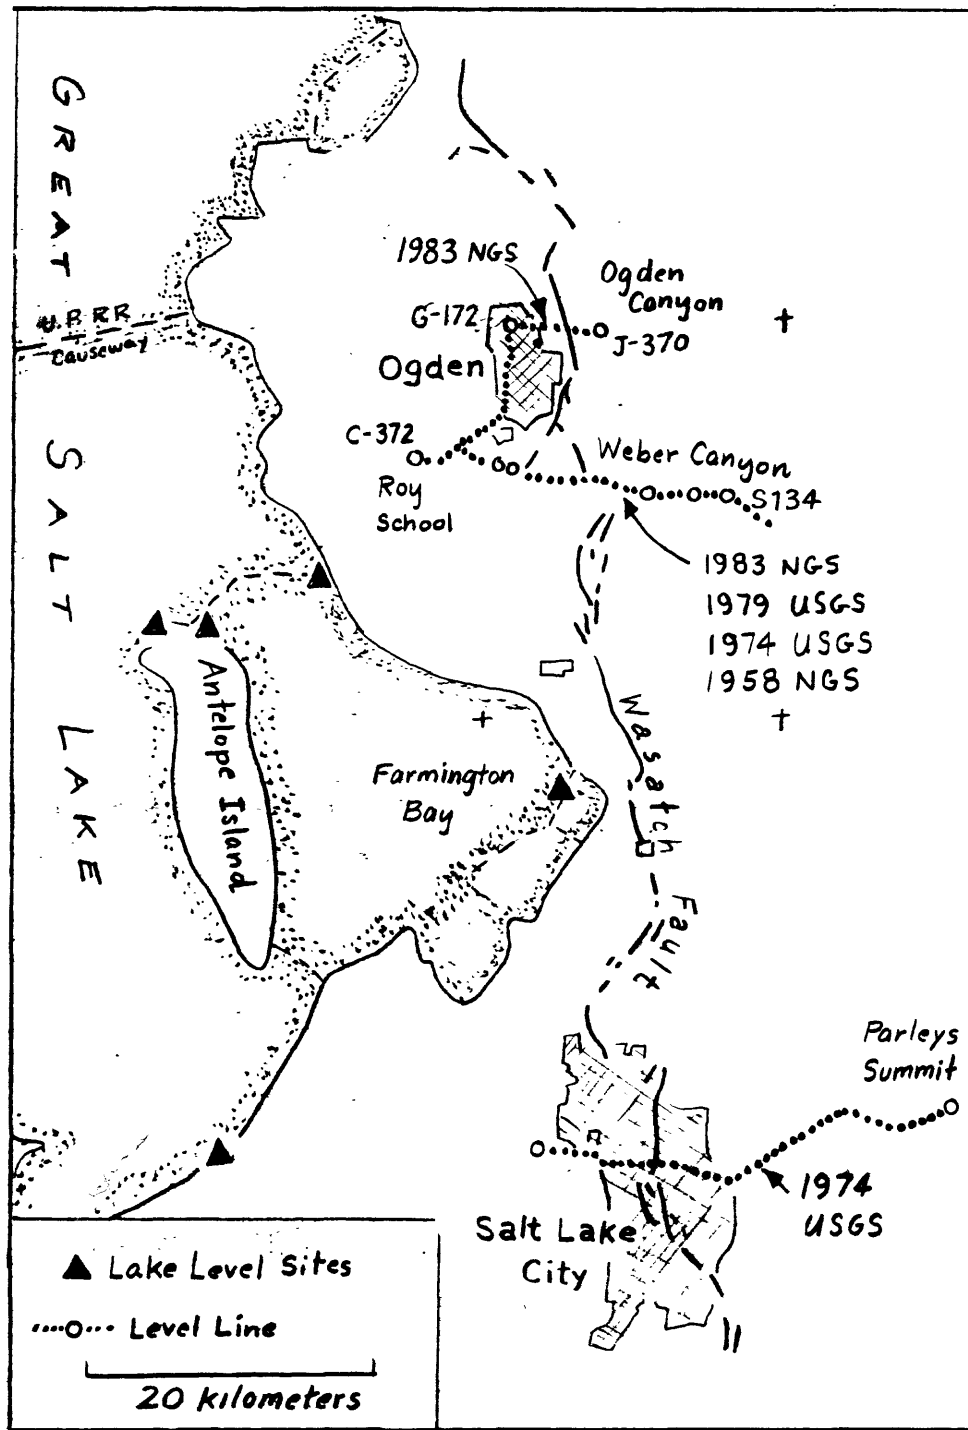 GREAT SALT LAKE
U.P.RR
Causeway
1983 NGS
Ogden
Canyon
G-172
J-370
Ogden
C-372
Roy
School
Weber Canyon
S134
1983 NGS
1979 USGS
1974 USGS
1958 NGS
Antelope Island
Farmington
Bay
Wasatch Fault
Parleys
Summit
1974
USGS
Salt Lake
City
Lake Level Sites
Level Line
20 kilometers